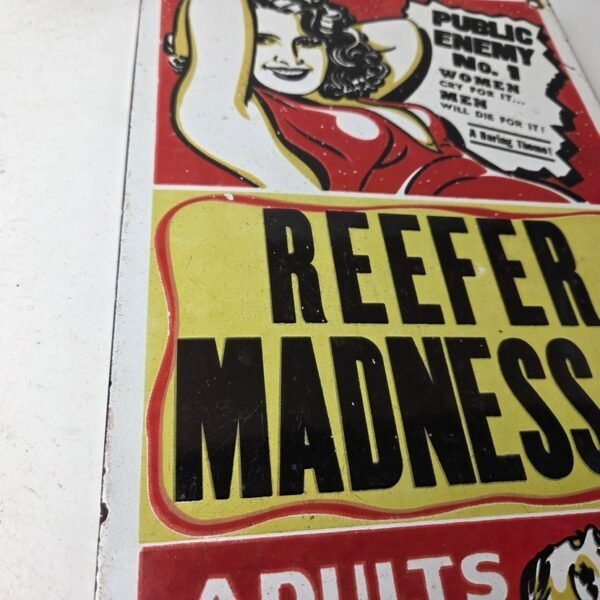 PUBLIC
ENEMY
No. 1
WOMEN
CRY FOR IT...
MEN
WILL DIE FOR IT!
A Daring Theme!
REEFER
MADNESS
ADULTS